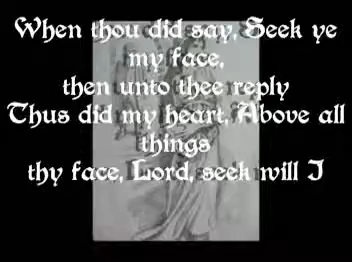 When thou did say, Seek ye
my face,
then unto thee reply
Thus did my heart, Above all
things
thy face, Lord, seek will I